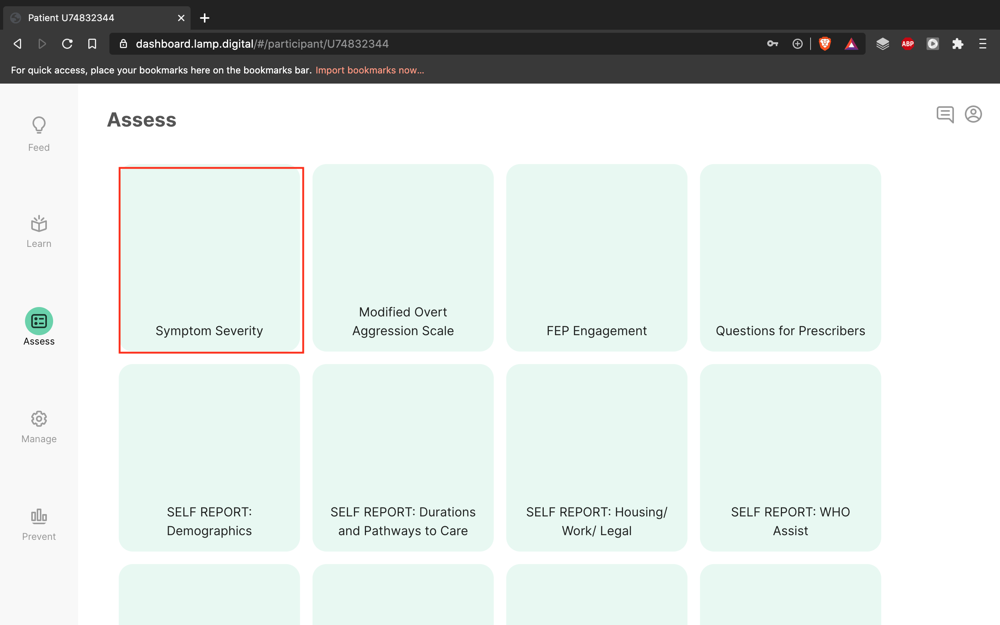 Patient U74832344
dashboard.lamp.digital/#/participant/U74832344
ABP
For quick access, place your bookmarks here on the bookmarks bar. Import bookmarks now...
Assess
Feed
Learn
Assess
Manage
Prevent
Symptom Severity
Modified Overt
Aggression Scale
FEP Engagement
Questions for Prescribers
SELF REPORT:
Demographics
SELF REPORT: Durations
and Pathways to Care
SELF REPORT: Housing/
Work/ Legal
SELF REPORT: WHO
Assist